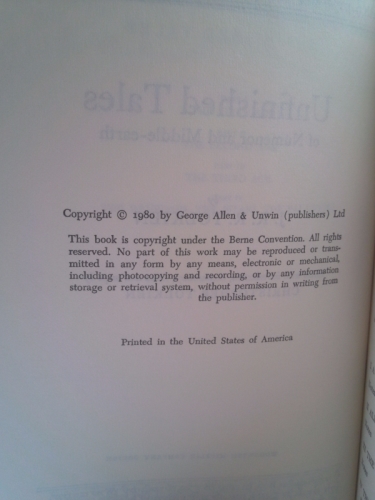 Unfinished Tales
of Númenor and Middle-earth
Copyright © 1980 by George Allen & Unwin (publishers) Ltd
This book is copyright under the Berne Convention. All rights
reserved. No part of this work may be reproduced or trans-
mitted in any form by any means, electronic or mechanical,
including photocopying and recording, or by any information
storage or retrieval system, without permission in writing from
the publisher.
Printed in the United States of America